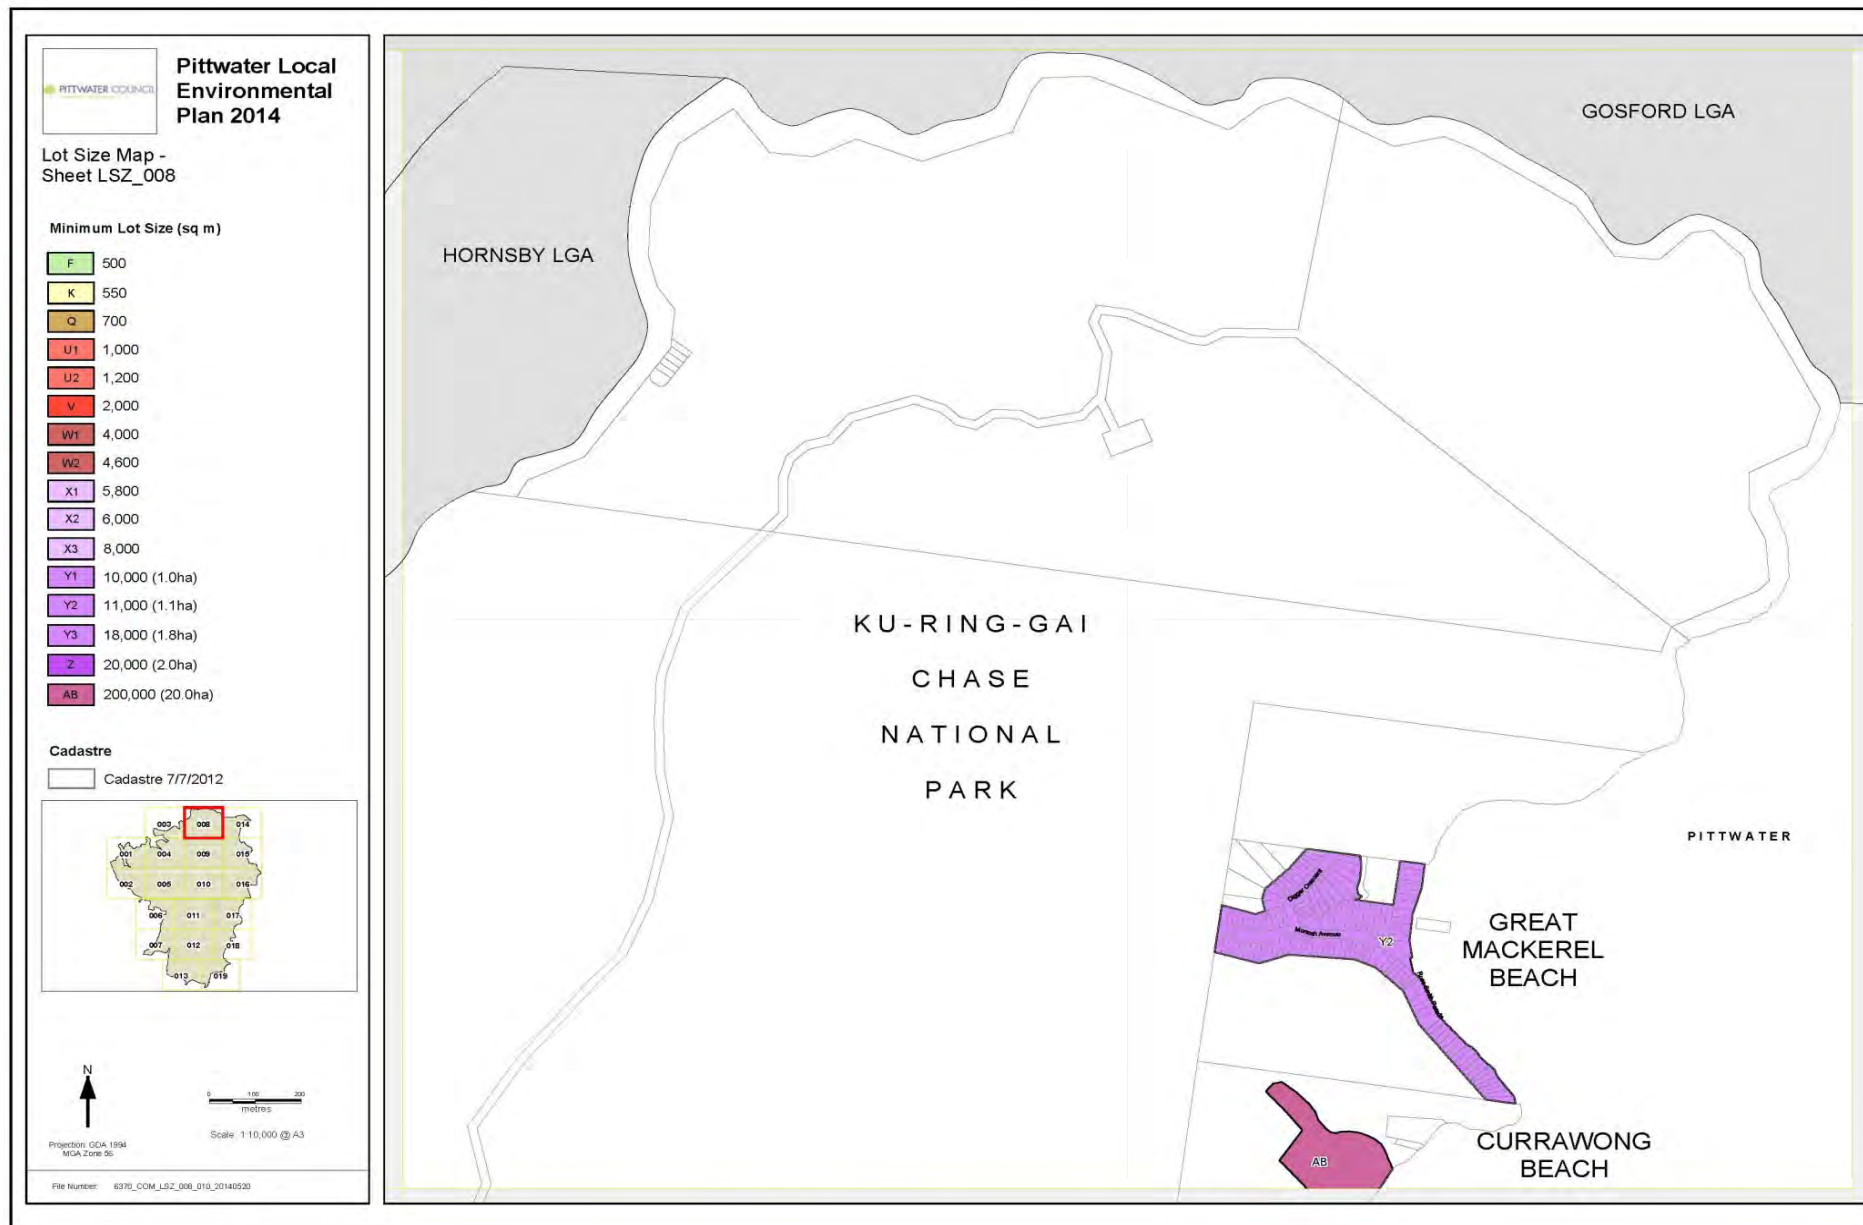 PITTWATER COUNCIL
Pittwater Local
Environmental
Plan 2014
Lot Size Map -
Sheet LSZ_008
Minimum Lot Size (sq m)
F 500
K 550
Q 700
U1 1,000
U2 1,200
V 2,000
W1 4,000
W2 4,600
X1 5,800
X2 6,000
X3 8,000
Y1 10,000 (1.0ha)
Y2 11,000 (1.1ha)
Y3 18,000 (1.8ha)
Z 20,000 (2.0ha)
AB 200,000 (20.0ha)
Cadastre
Cadastre 7/7/2012
003 008 014
001 004 009 015
002 005 010 016
006 011 017
007 012 018
013 019
N
0 100 200
metres
Scale 1:10,000 @ A3
Projection: GDA 1994
MGA Zone 56
File Number: 6370_COM_LSZ_008_010_20140520
GOSFORD LGA
HORNSBY LGA
KU-RING-GAI
CHASE
NATIONAL
PARK
PITTWATER
Digger Crescent
Monash Avenue
Y2
GREAT
MACKEREL
BEACH
AB
CURRAWONG
BEACH